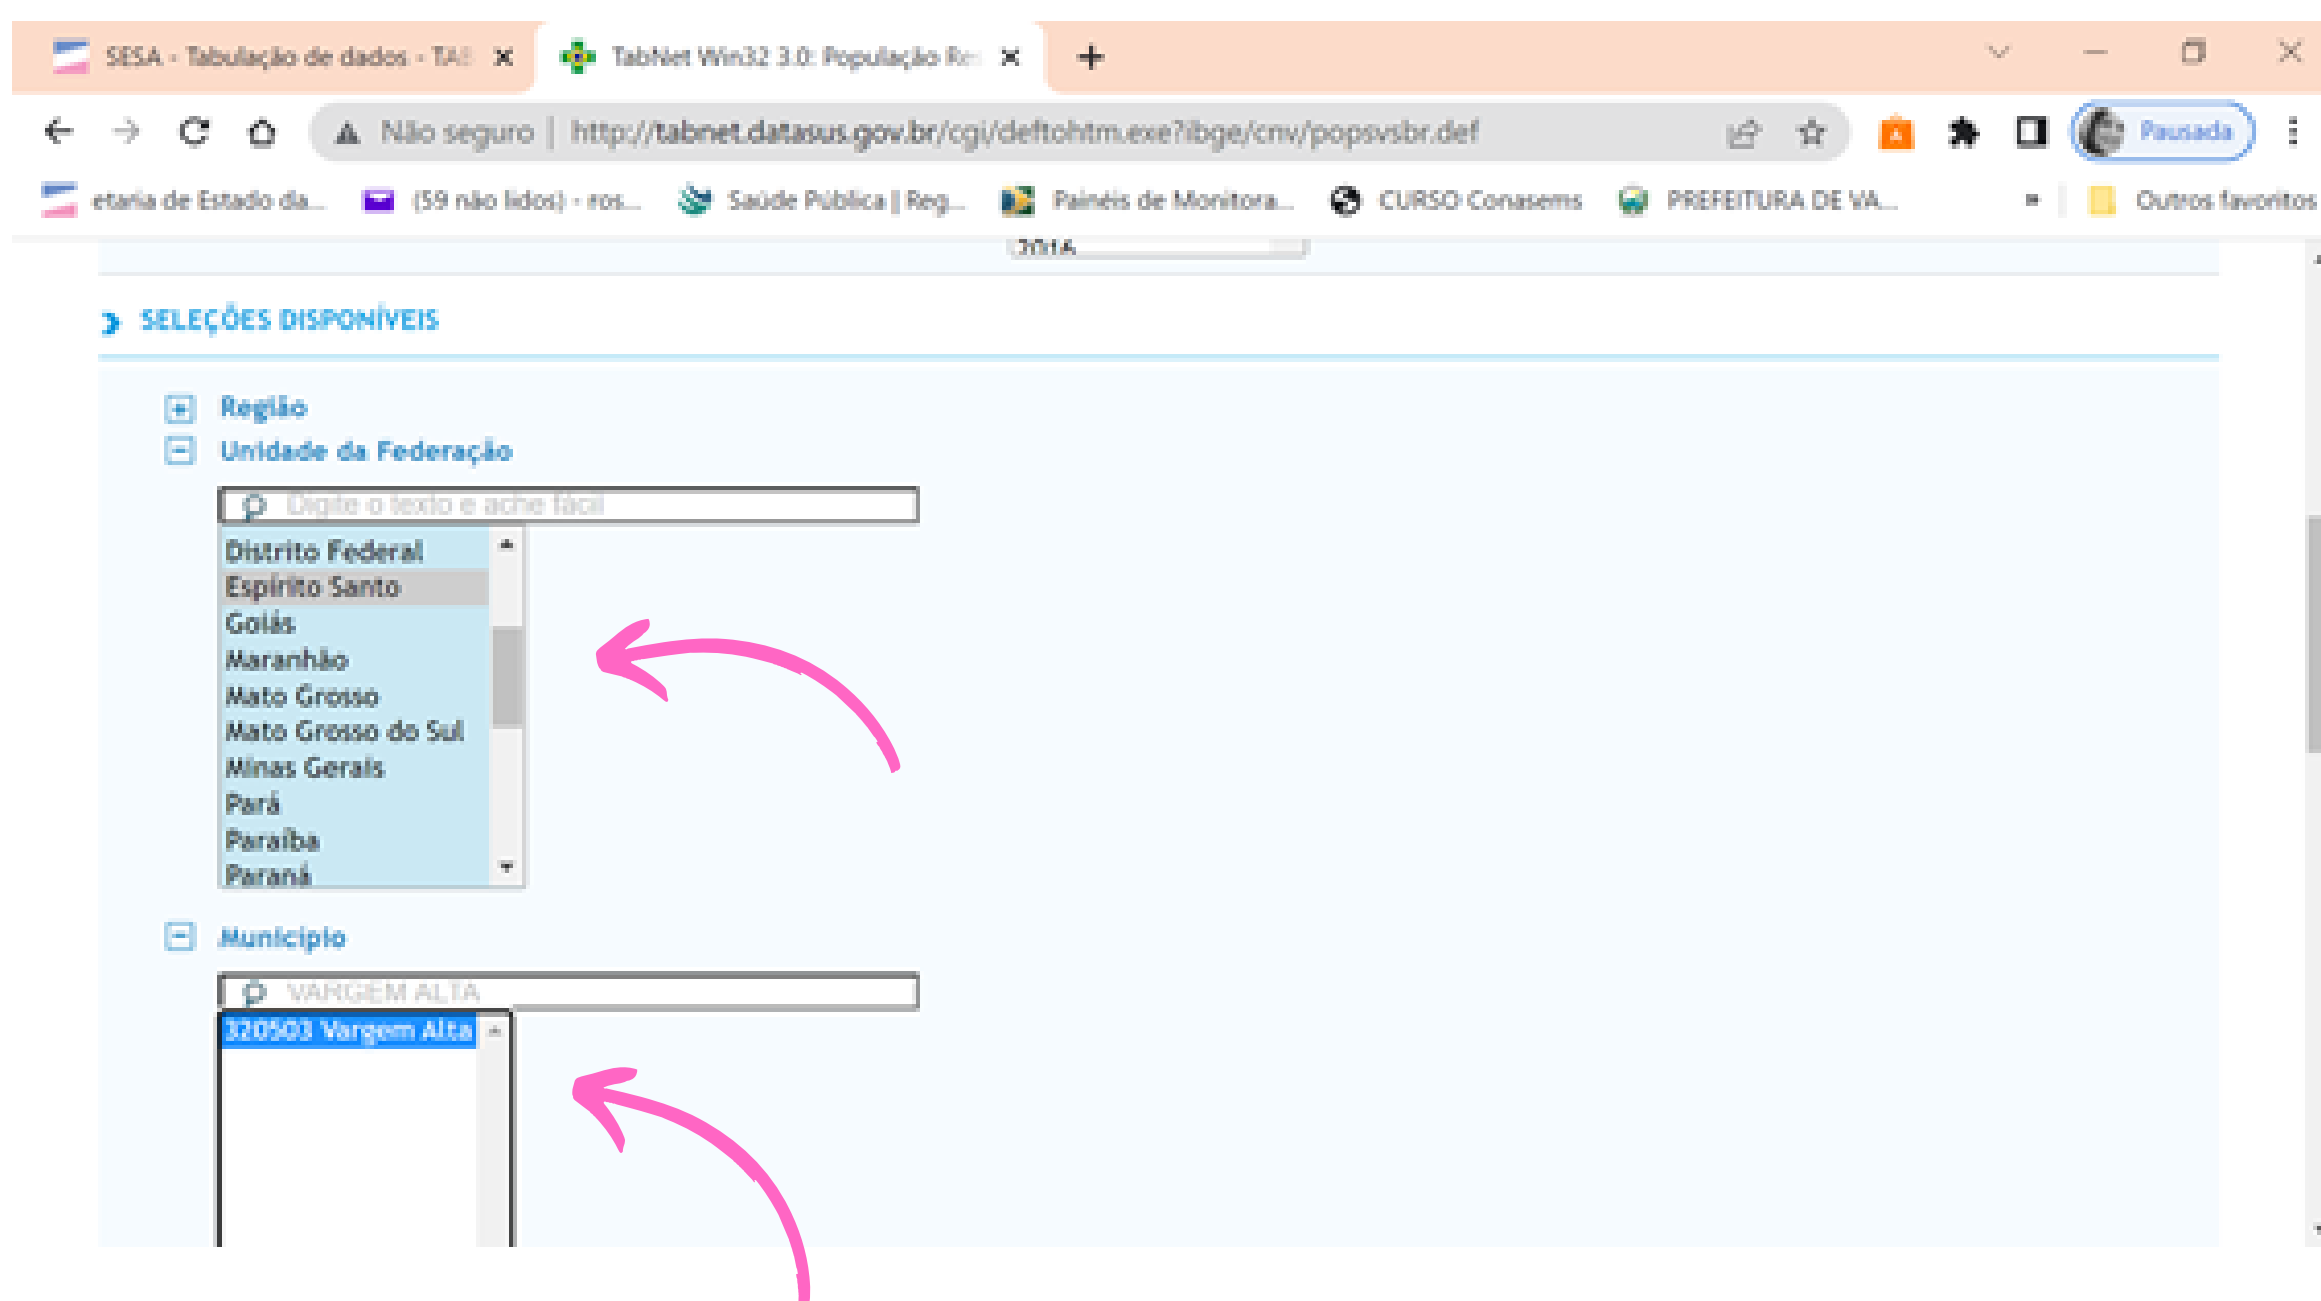 SESA - Tabulação de dados - TAB
TabNet Win32 3.0: População Res
Não seguro | http://tabnet.datasus.gov.br/cgi/deftohtm.exe?ibge/cnv/popsvsbr.def
Pausada
etaria de Estado da...
(59 não lidos) - ros...
Saúde Pública | Reg...
Painéis de Monitora...
CURSO Conasems
PREFEITURA DE VA...
»
Outros favoritos
2016
SELEÇÕES DISPONÍVEIS
Região
Unidade da Federação
Digite o texto e ache fácil
Distrito Federal
Espírito Santo
Goiás
Maranhão
Mato Grosso
Mato Grosso do Sul
Minas Gerais
Pará
Paraíba
Paraná
Município
VARGEM ALTA
320503 Vargem Alta